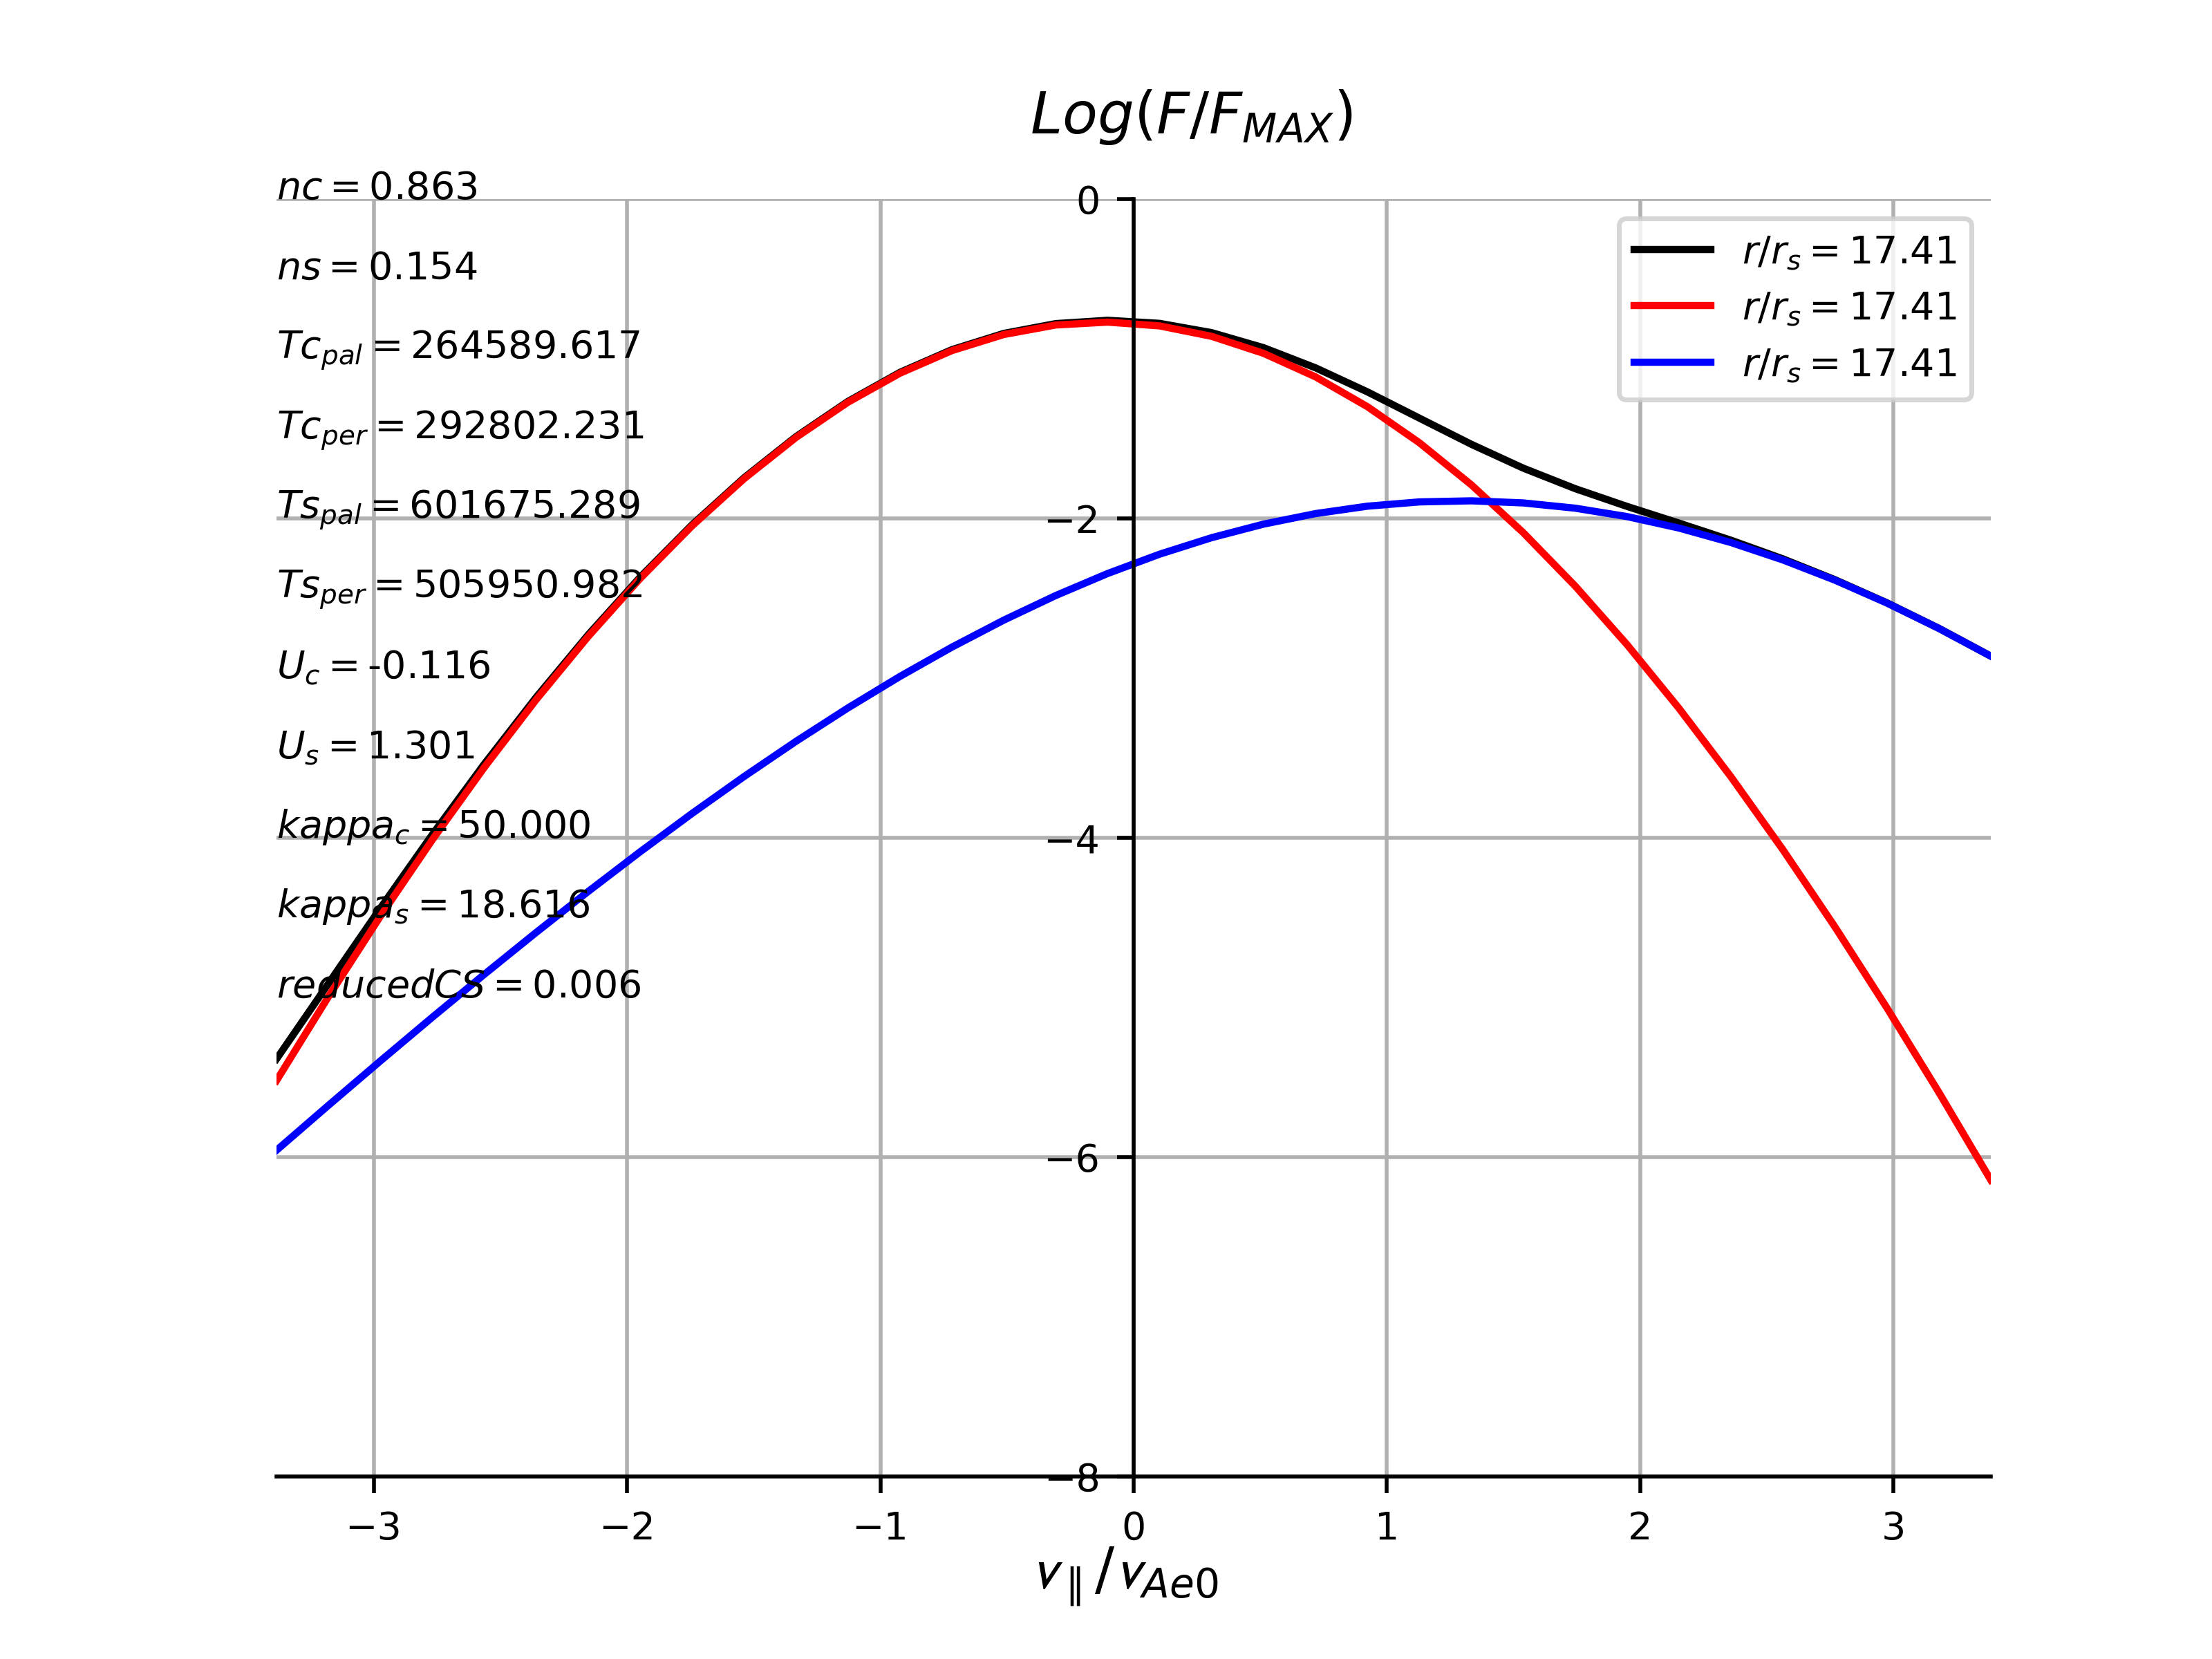 Log(F/F_MAX)
nc = 0.863
ns = 0.154
Tc_pal = 264589.617
Tc_per = 292802.231
Ts_pal = 601675.289
Ts_per = 505950.982
U_c = -0.116
U_s = 1.301
kappa_c = 50.000
kappa_s = 18.616
reducedCS = 0.006
r/r_s = 17.41
r/r_s = 17.41
r/r_s = 17.41
0
−2
−4
−6
−8
−3 −2 −1 0 1 2 3
v_∥/v_Ae0